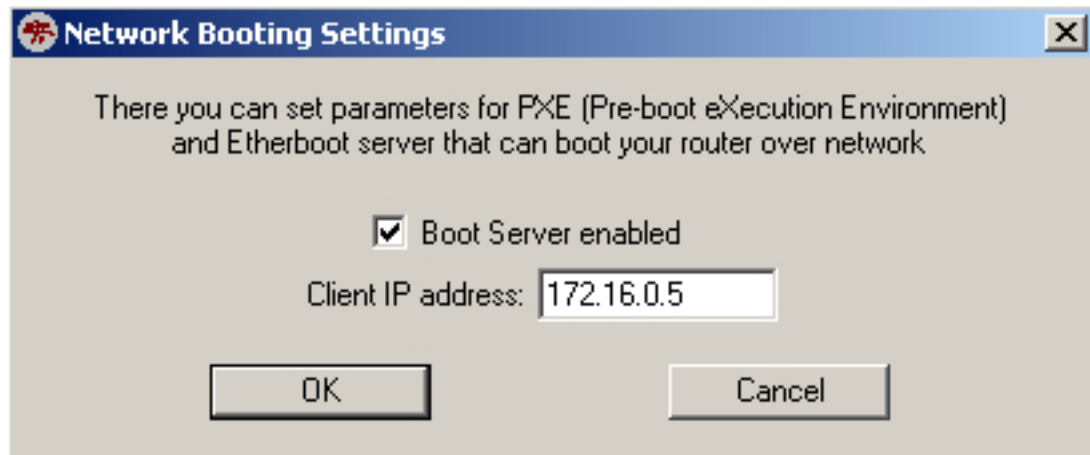 Network Booting Settings
There you can set parameters for PXE (Pre-boot eXecution Environment)
and Etherboot server that can boot your router over network
Boot Server enabled
Client IP address: 172.16.0.5
OK Cancel